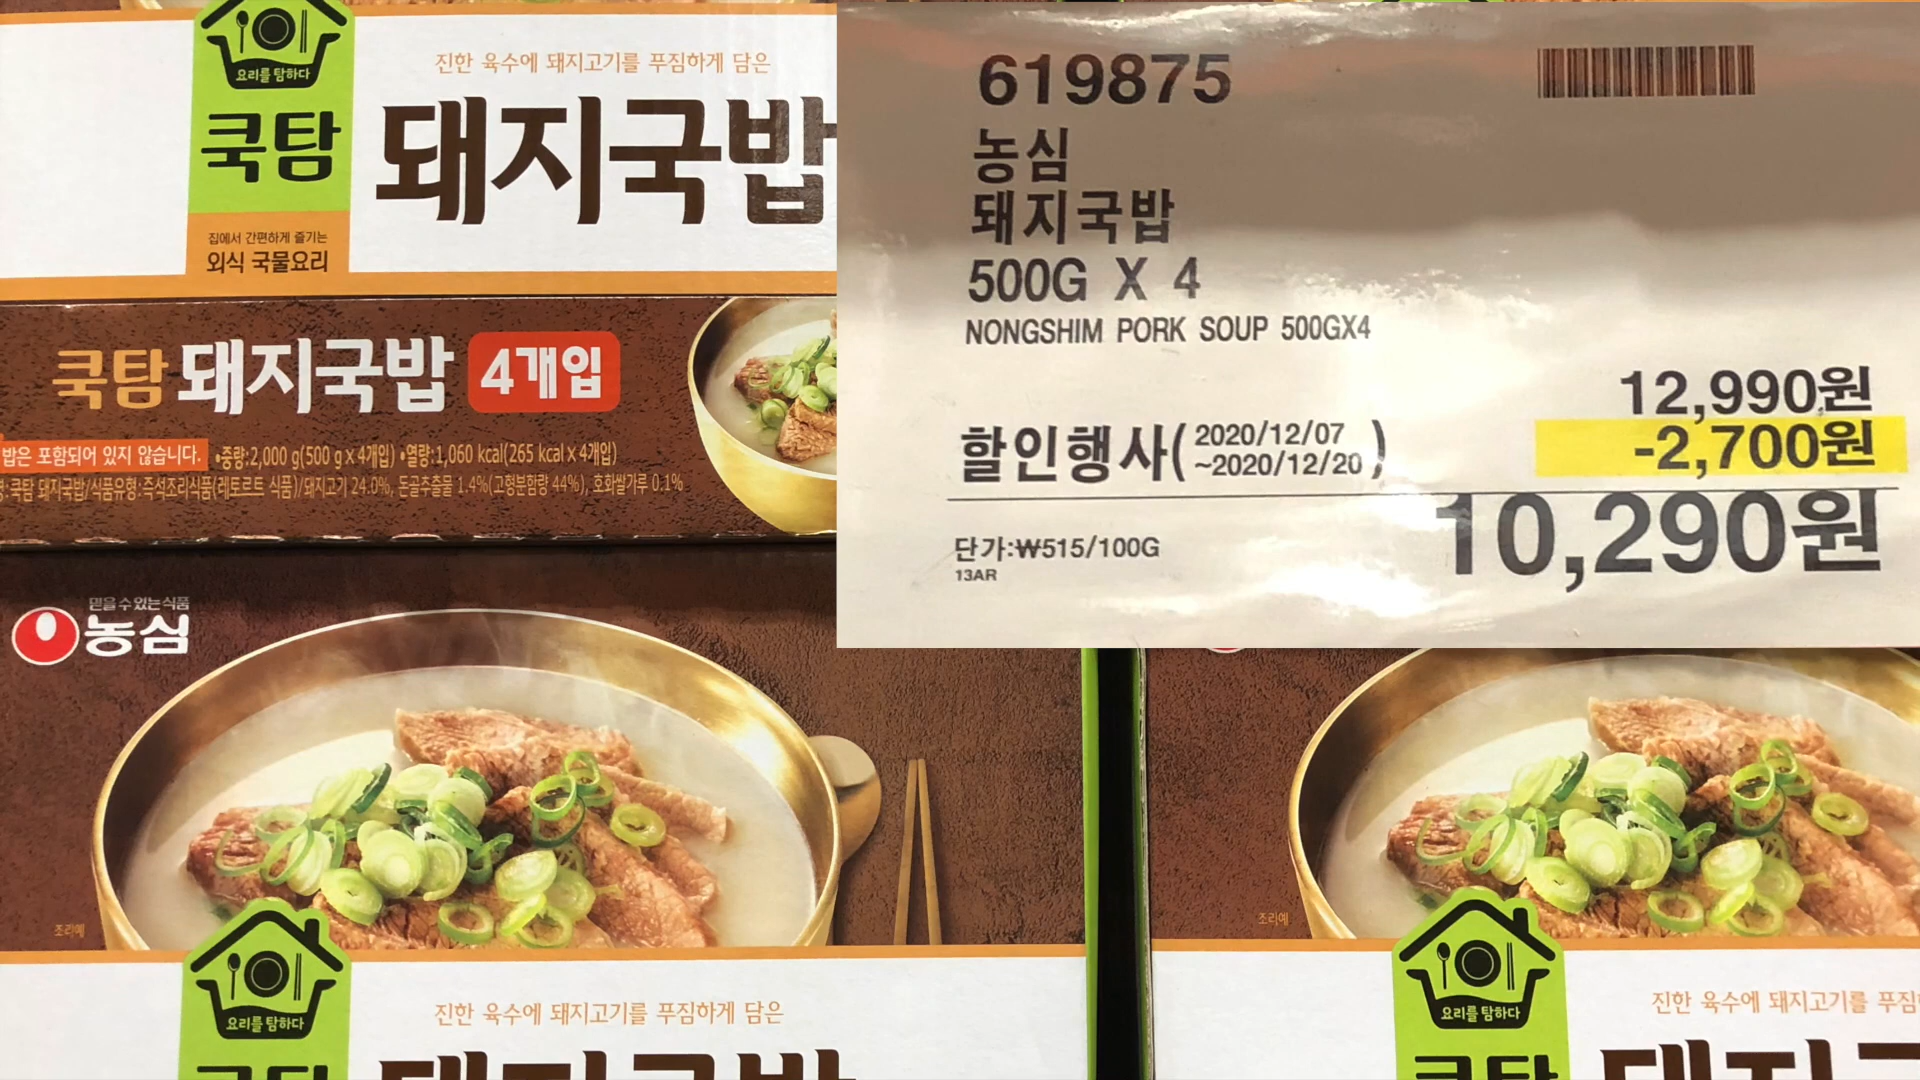 요리를 탐하다
쿡탐
집에서 간편하게 즐기는
외식 국물요리
진한 육수에 돼지고기를 푸짐하게 담은
돼지국밥
쿡탐 돼지국밥 4개입
밥은 포함되어 있지 않습니다. •중량:2,000 g(500 g x 4개입) •열량:1,060 kcal(265 kcal x 4개입)
쿡탐 돼지국밥/식품유형:즉석조리식품(레토르트 식품)/돼지고기 24.0%, 돈골추출물 1.4%(고형분함량 44%), 호화쌀가루 0.1%
619875
농심
돼지국밥
500G X 4
NONGSHIM PORK SOUP 500GX4
12,990원
할인행사(2020/12/07
~2020/12/20)
-2,700원
단가:₩515/100G
10,290원
13AR
믿을 수 있는 식품
농심
조리예
요리를 탐하다
진한 육수에 돼지고기를 푸짐하게 담은
쿡탐
돼지국밥
조리예
요리를 탐하다
진한 육수에 돼지고기를 푸짐
쿡탐